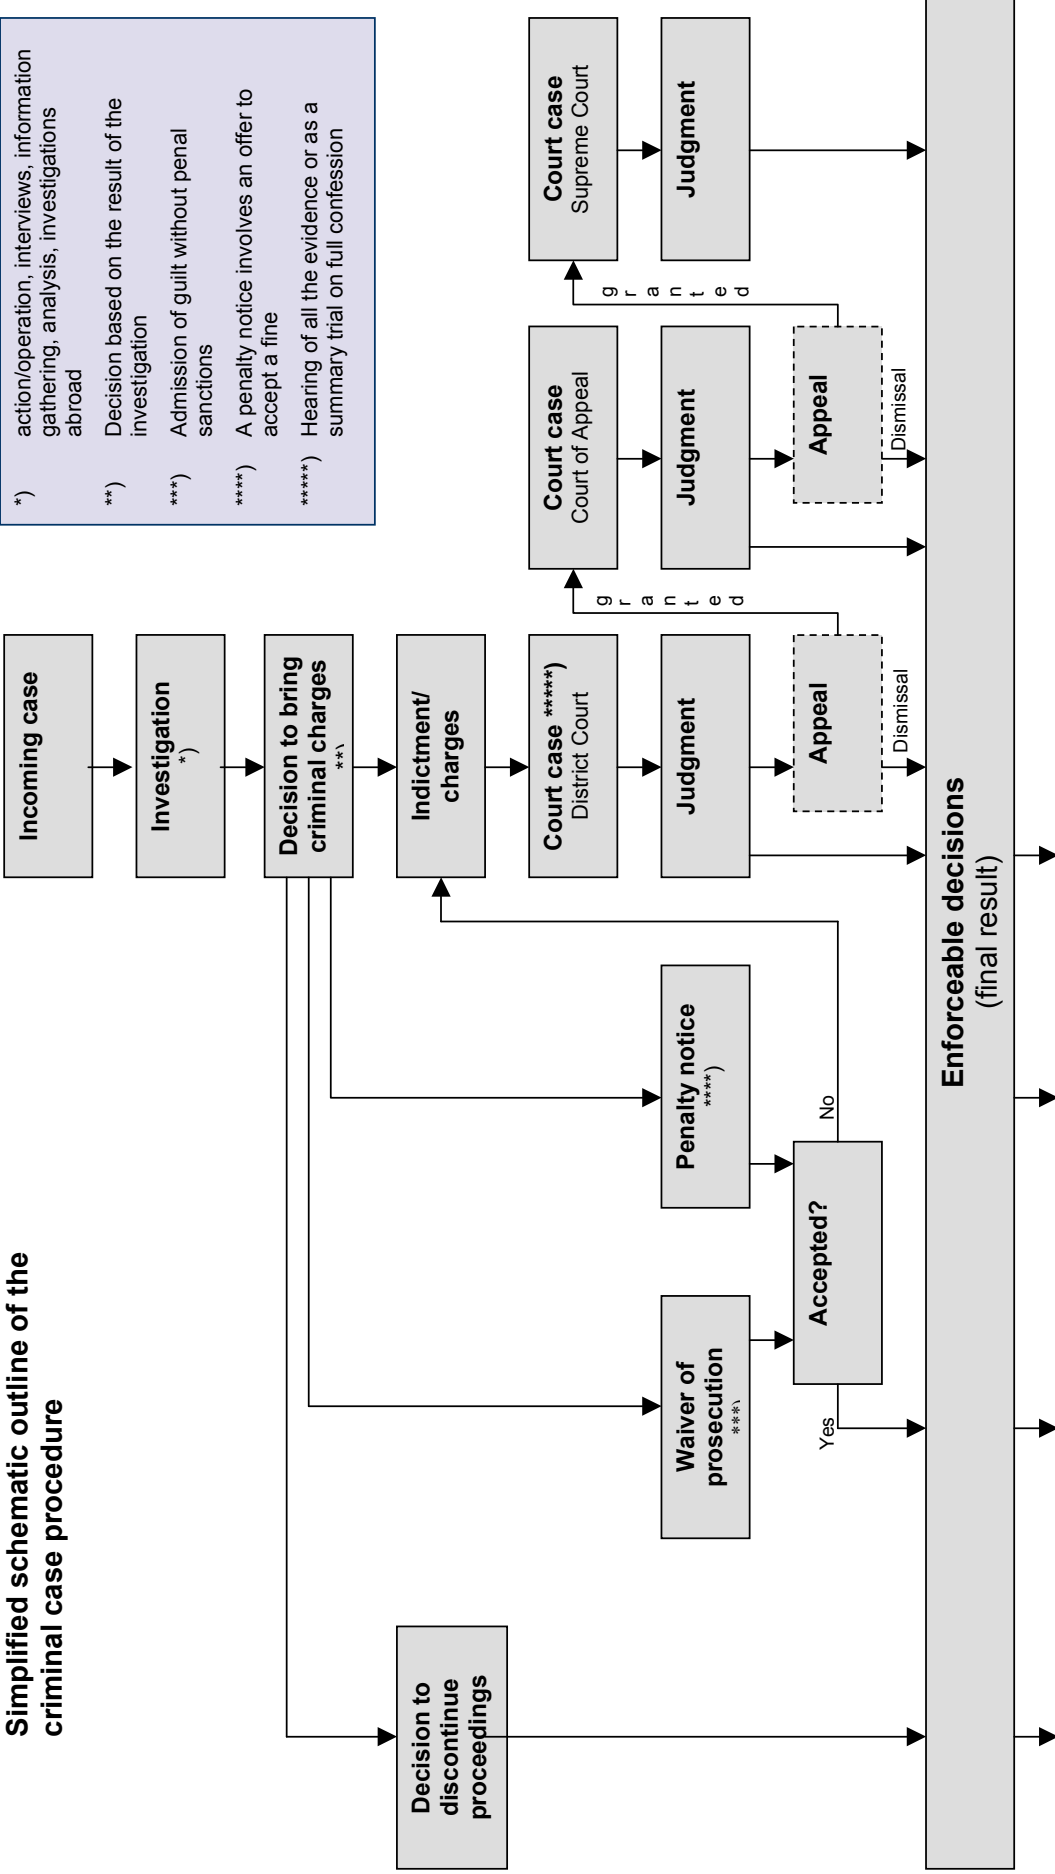 Simplified schematic outline of the
criminal case procedure
*) action/operation, interviews, information
gathering, analysis, investigations
abroad
**) Decision based on the result of the
investigation
***) Admission of guilt without penal
sanctions
****) A penalty notice involves an offer to
accept a fine
*****) Hearing of all the evidence or as a
summary trial on full confession
Incoming case
Investigation
*)
Decision to bring
criminal charges
**)
Decision to
discontinue
proceedings
Indictment/
charges
Court case *****)
District Court
Court case
Court of Appeal
Court case
Supreme Court
Waiver of
prosecution
***)
Penalty notice
****)
Judgment
Judgment
Judgment
granted
granted
Accepted?
Yes
No
Appeal
Appeal
Dismissal
Dismissal
Enforceable decisions
(final result)